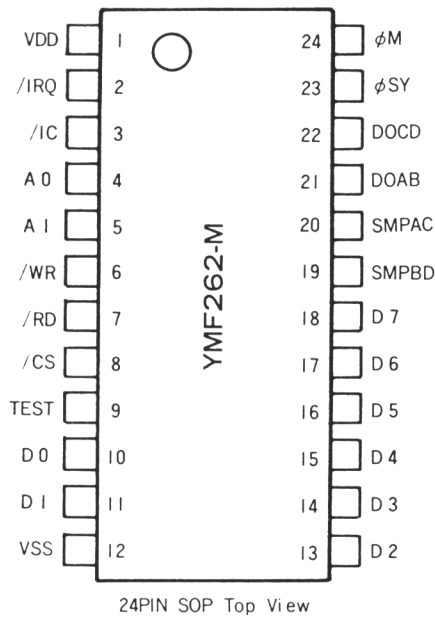 VDD 1 24 φM
/IRQ 2 23 φSY
/IC 3 22 DOCD
A0 4 21 DOAB
A1 5 20 SMPAC
/WR 6 19 SMPBD
/RD 7 18 D7
/CS 8 17 D6
TEST 9 16 D5
D0 10 15 D4
D1 11 14 D3
VSS 12 13 D2
YMF262-M
24PIN SOP Top View